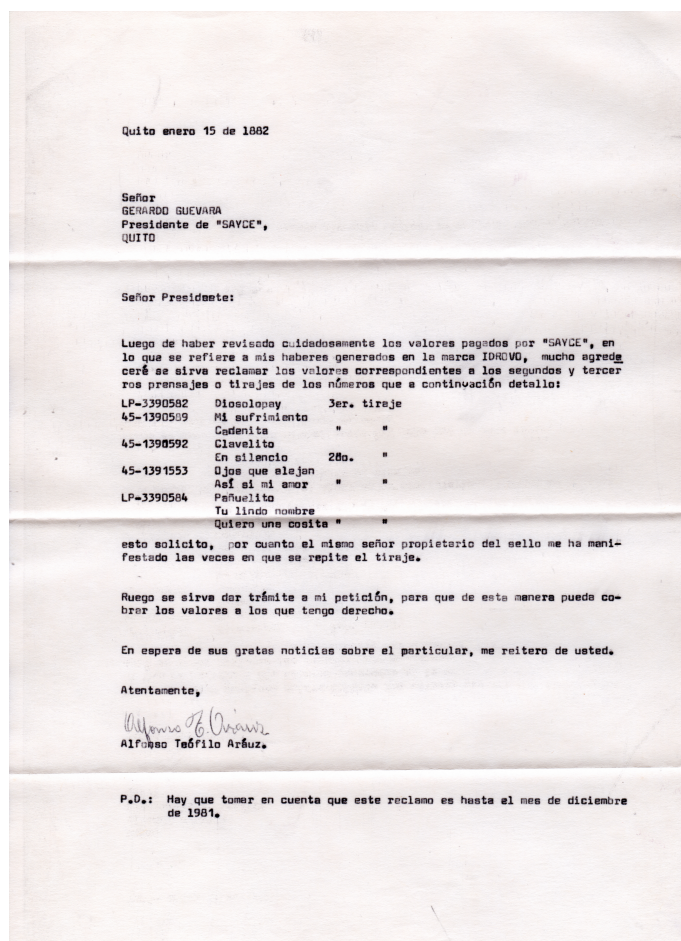 Quito enero 15 de 1882
Señor
GERARDO GUEVARA
Presidente de "SAYCE",
QUITO
Señor Presidente:
Luego de haber revisado cuidadosamente los valores pagados por "SAYCE", en
lo que se refiere a mis haberes generados en la marca IDROVO, mucho agrade
ceré se sirva reclamar los valores correspondientes a los segundos y tercer
ros prensajes o tirajes de los números que a continuación detallo:
LP-3390582 Diosolopay 3er. tiraje
45-1390589 Mi sufrimiento
Cadenita " "
45-1390592 Clavelito
En silencio 2do. "
45-1391553 Ojos que alejan
Así si mi amor " "
LP-3390584 Pañuelito
Tu lindo nombre
Quiero una cosita " "
esto solicito, por cuanto el mismo señor propietario del sello me ha mani-
festado las veces en que se repite el tiraje.
Ruego se sirva dar trámite a mi petición, para que de esta manera pueda co-
brar los valores a los que tengo derecho.
En espera de sus gratas noticias sobre el particular, me reitero de usted.
Atentamente,
Alfonso T. Aráuz
Alfonso Teófilo Aráuz.
P.D.: Hay que tomar en cuenta que este reclamo es hasta el mes de diciembre
de 1981.